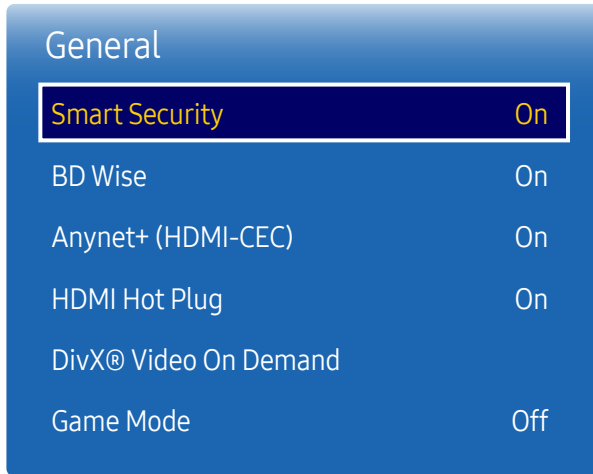 General
Smart Security On
BD Wise On
Anynet+ (HDMI-CEC) On
HDMI Hot Plug On
DivX® Video On Demand
Game Mode Off